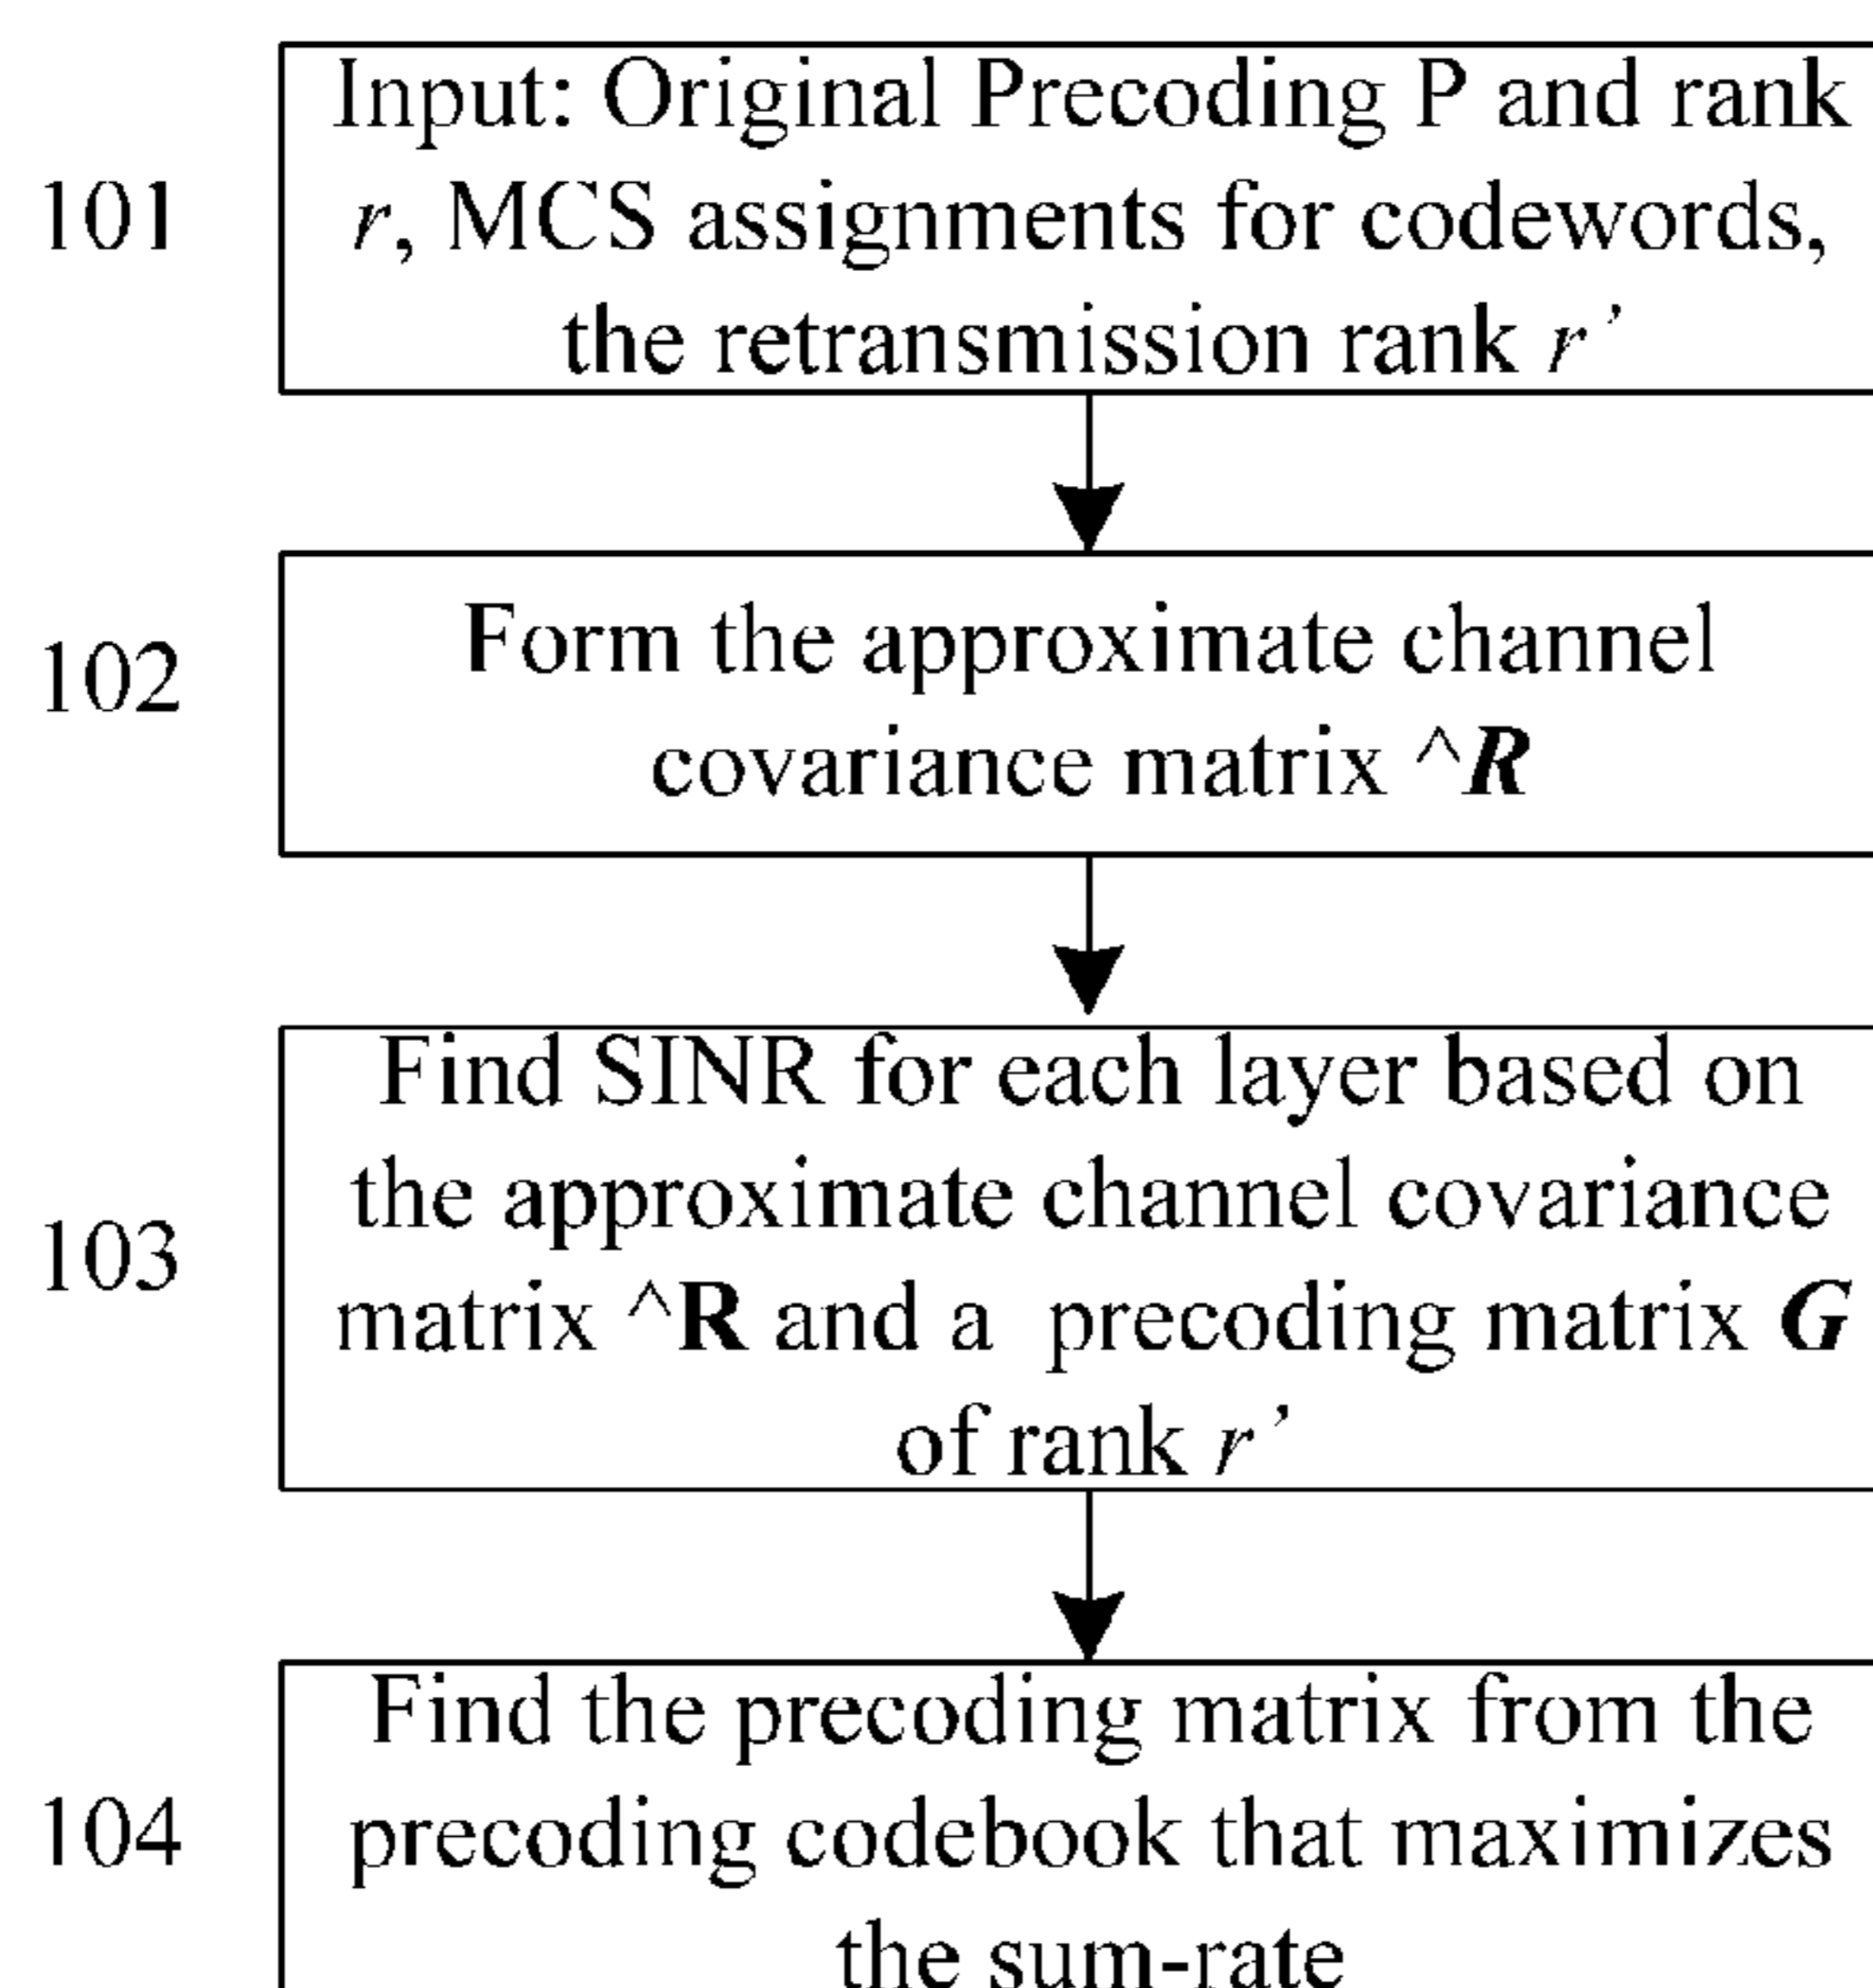 Input: Original Precoding P and rank
101
r, MCS assignments for codewords,
the retransmission rank r’
Form the approximate channel
102
covariance matrix ^R
Find SINR for each layer based on
the approximate channel covariance
103
matrix ^R and a precoding matrix G
of rank r’
Find the precoding matrix from the
104
precoding codebook that maximizes
the sum-rate